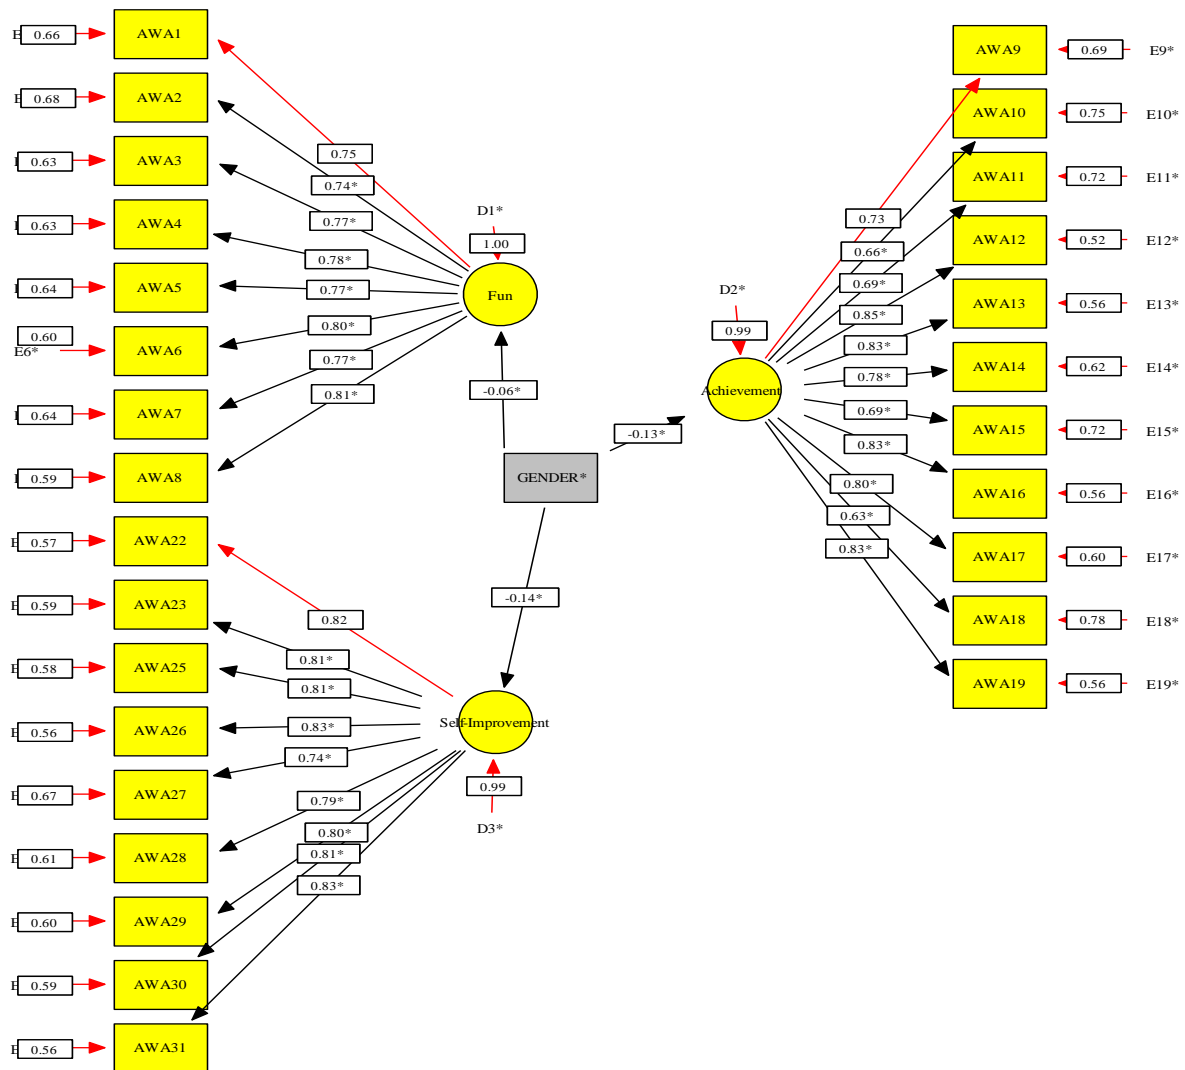 E 0.66 AWA1
E 0.68 AWA2
0.63 AWA3
0.63 AWA4
0.64 AWA5
0.60
E6* AWA6
0.64 AWA7
0.59 AWA8
E 0.57 AWA22
E 0.59 AWA23
E 0.58 AWA25
E 0.56 AWA26
E 0.67 AWA27
E 0.61 AWA28
E 0.60 AWA29
E 0.59 AWA30
E 0.56 AWA31
0.75
0.74*
0.77*
0.78*
0.77*
0.80*
0.77*
0.81*
D1*
1.00
Fun
-0.06*
-0.13*
GENDER*
-0.14*
0.82
0.81*
0.81*
0.83*
0.74*
0.79*
0.80*
0.81*
0.83*
Self-Improvement
0.99
D3*
D2*
0.99
Achievement
0.73
0.66*
0.69*
0.85*
0.83*
0.78*
0.69*
0.83*
0.80*
0.63*
0.83*
AWA9 0.69 E9*
AWA10 0.75 E10*
AWA11 0.72 E11*
AWA12 0.52 E12*
AWA13 0.56 E13*
AWA14 0.62 E14*
AWA15 0.72 E15*
AWA16 0.56 E16*
AWA17 0.60 E17*
AWA18 0.78 E18*
AWA19 0.56 E19*